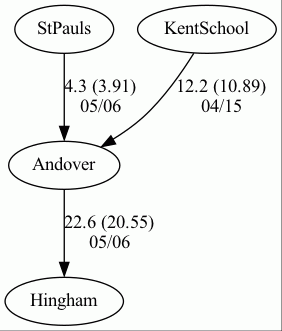 StPauls
KentSchool
4.3 (3.91)
05/06
12.2 (10.89)
04/15
Andover
22.6 (20.55)
05/06
Hingham